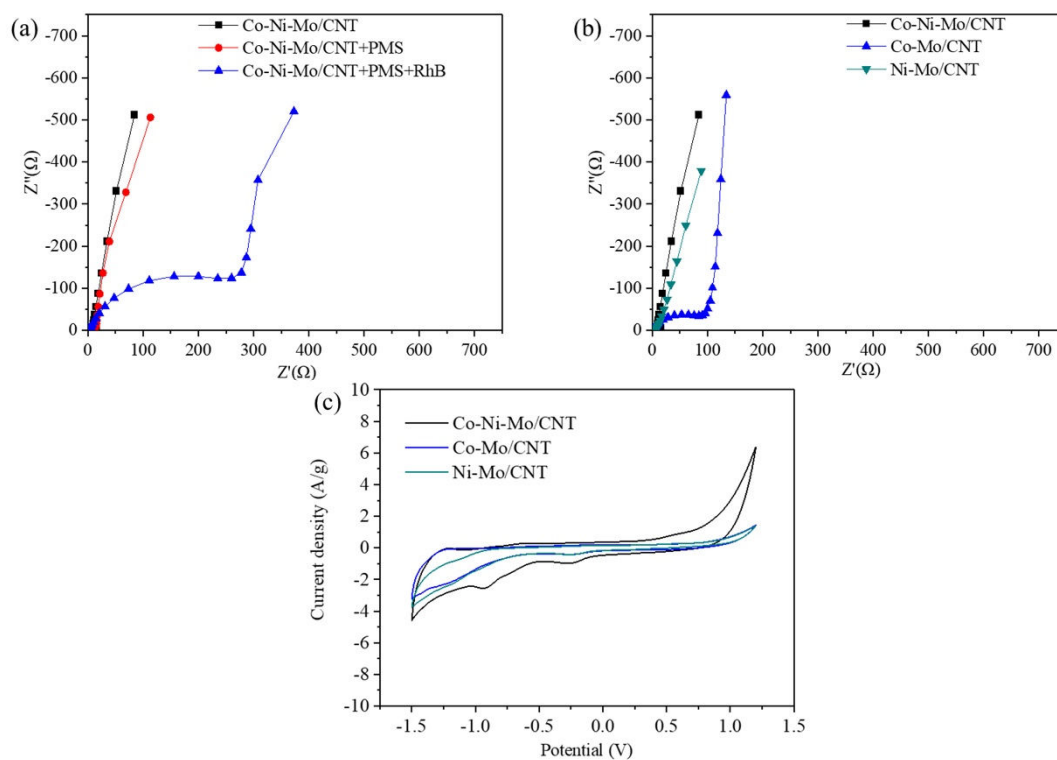 (a)
Co-Ni-Mo/CNT
Co-Ni-Mo/CNT+PMS
Co-Ni-Mo/CNT+PMS+RhB
-700
-600
-500
-400
-300
-200
-100
0
Z''(Ω)
0 100 200 300 400 500 600 700
Z'(Ω)
(b)
Co-Ni-Mo/CNT
Co-Mo/CNT
Ni-Mo/CNT
-700
-600
-500
-400
-300
-200
-100
0
Z''(Ω)
0 100 200 300 400 500 600 700
Z'(Ω)
(c)
Co-Ni-Mo/CNT
Co-Mo/CNT
Ni-Mo/CNT
10
8
6
4
2
0
-2
-4
-6
-8
-10
Current density (A/g)
-1.5 -1.0 -0.5 0.0 0.5 1.0 1.5
Potential (V)